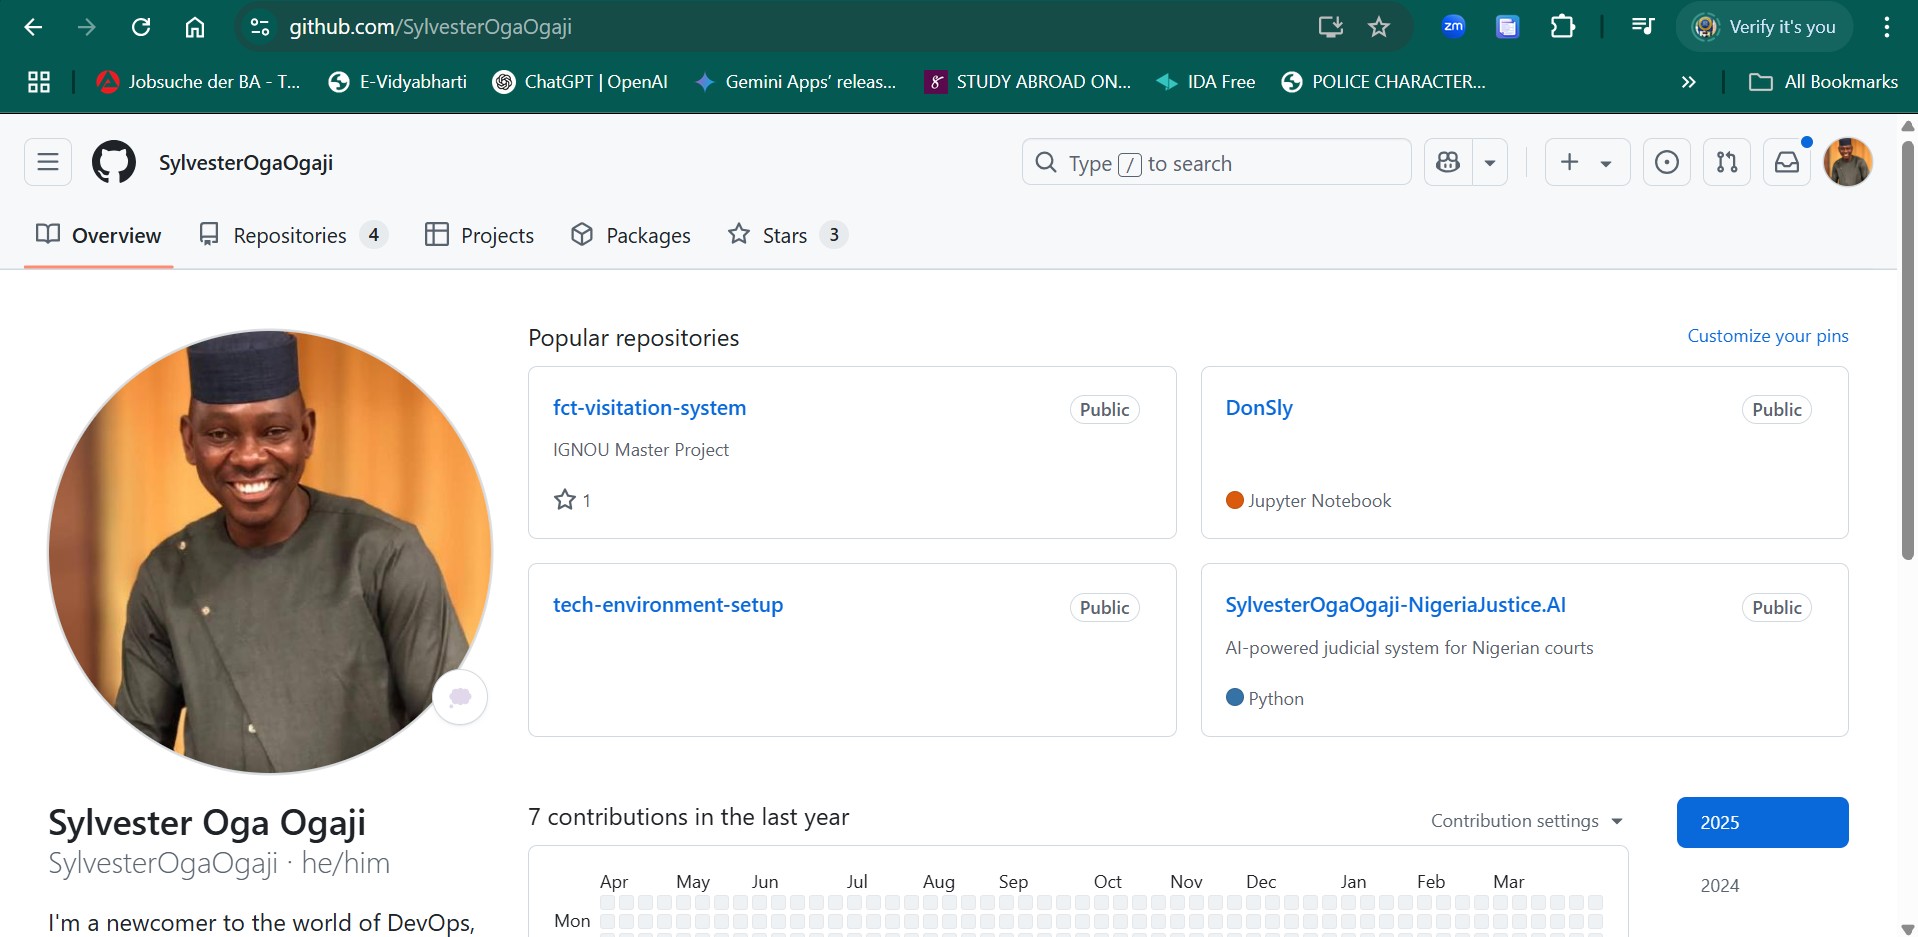 github.com/SylvesterOgaOgaji
zm
Verify it's you
Jobsuche der BA - T...
E-Vidyabharti
ChatGPT | OpenAI
Gemini Apps’ releas...
STUDY ABROAD ON...
IDA Free
POLICE CHARACTER...
All Bookmarks
SylvesterOgaOgaji
Type / to search
Overview
Repositories 4
Projects
Packages
Stars 3
Popular repositories
Customize your pins
fct-visitation-system
Public
IGNOU Master Project
1
DonSly
Public
Jupyter Notebook
tech-environment-setup
Public
SylvesterOgaOgaji-NigeriaJustice.AI
Public
AI-powered judicial system for Nigerian courts
Python
Sylvester Oga Ogaji
SylvesterOgaOgaji · he/him
I'm a newcomer to the world of DevOps,
7 contributions in the last year
Contribution settings
2025
2024
Apr May Jun Jul Aug Sep Oct Nov Dec Jan Feb Mar
Mon